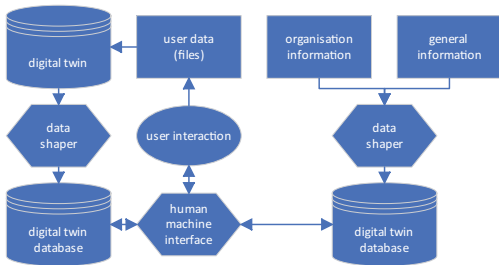 digital twin
user data
(files)
organisation
information
general
information
data
shaper
user interaction
data
shaper
digital twin
database
human
machine
interface
digital twin
database